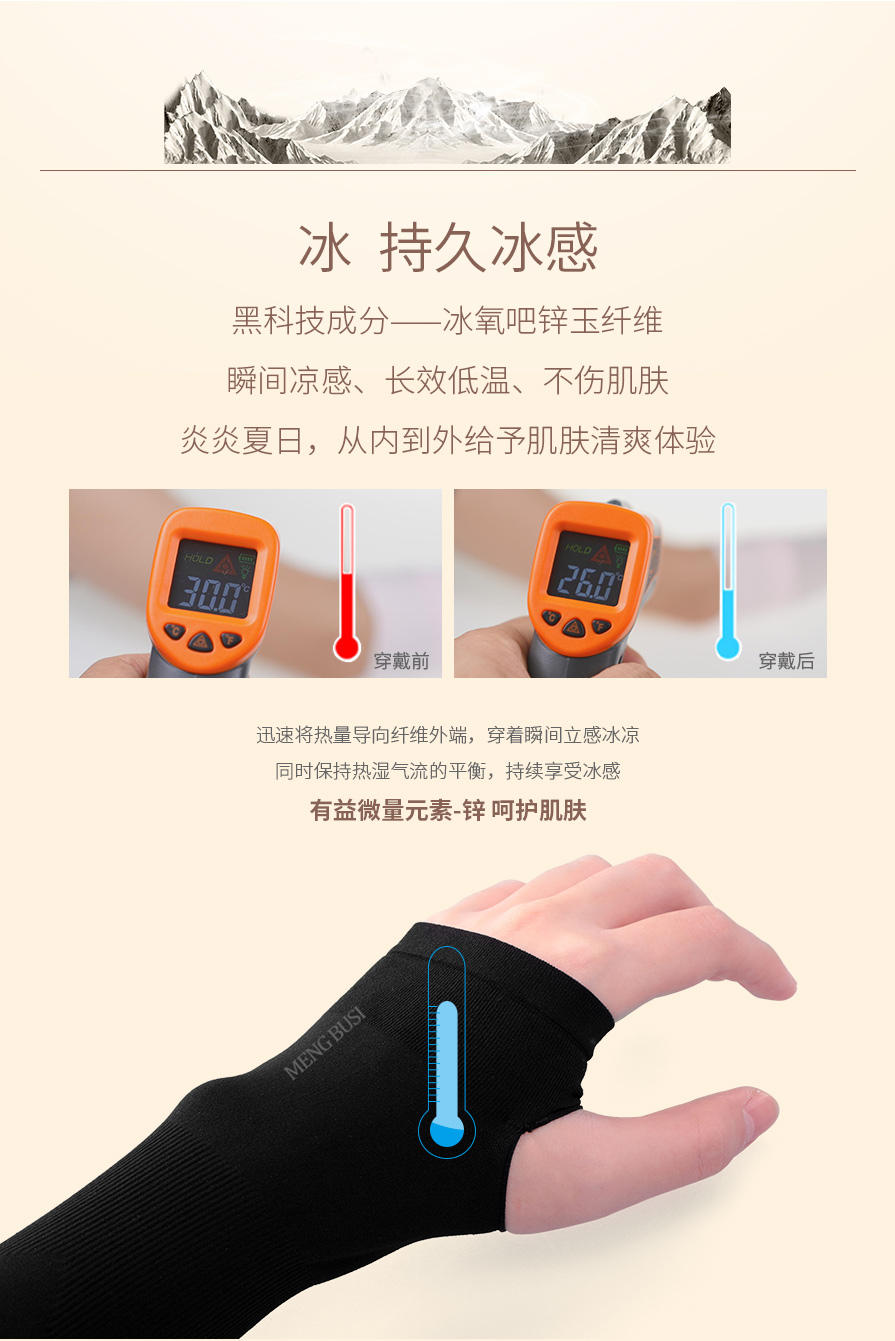 冰 持久冰感
黑科技成分——冰氧吧锌玉纤维
瞬间凉感、长效低温、不伤肌肤
炎炎夏日，从内到外给予肌肤清爽体验
HOLD
30.0°C
°C
°F
穿戴前
HOLD
26.0°C
°C
°F
穿戴后
迅速将热量导向纤维外端，穿着瞬间立感冰凉
同时保持热湿气流的平衡，持续享受冰感
有益微量元素-锌 呵护肌肤
MENG BUSI